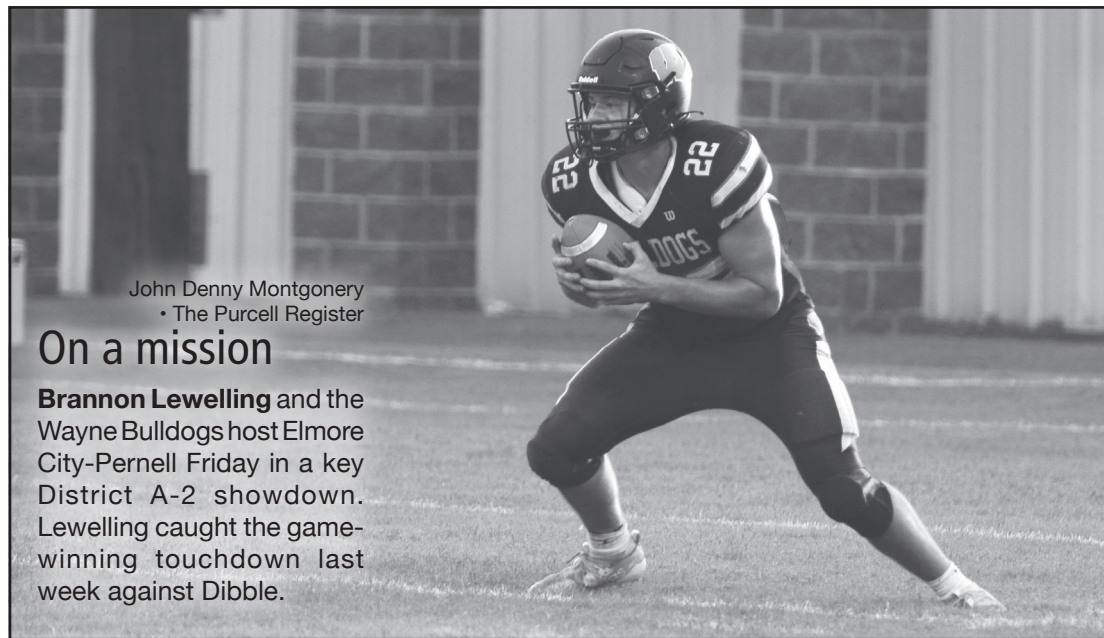 Riddell
22
22
W
DOGS
John Denny Montgonery
• The Purcell Register
On a mission
Brannon Lewelling and the
Wayne Bulldogs host Elmore
City-Pernell Friday in a key
District A-2 showdown.
Lewelling caught the game-
winning touchdown last
week against Dibble.